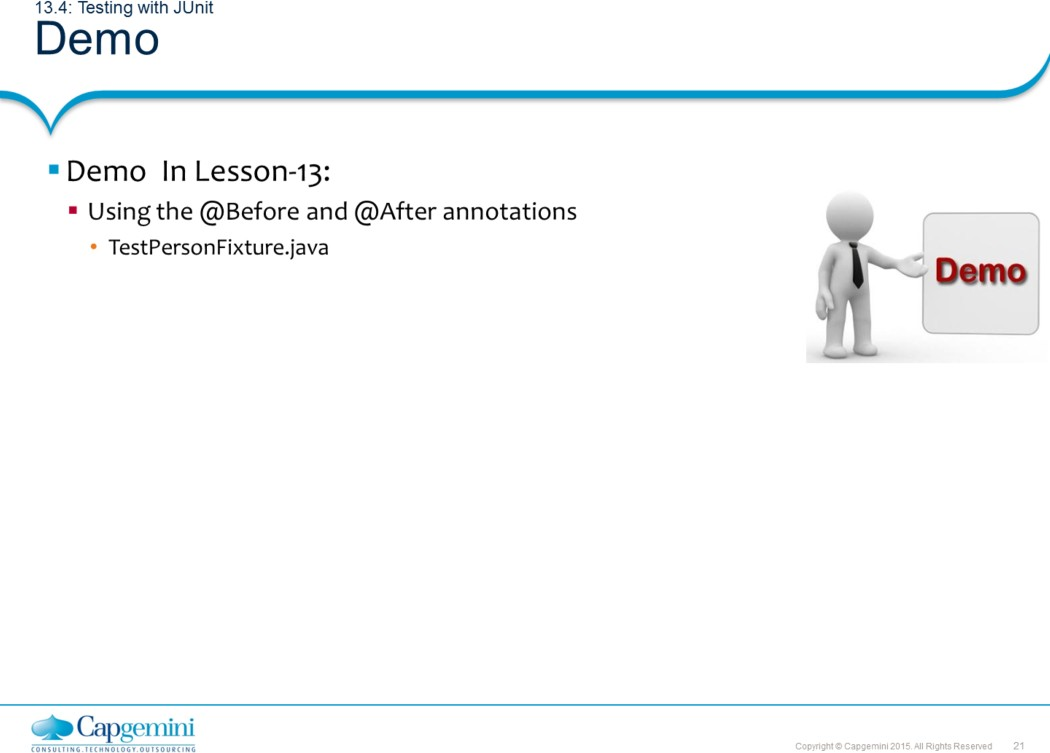 13.4: Testing with JUnit
Demo
Demo In Lesson-13:
Using the @Before and @After annotations
TestPersonFixture.java
Demo
Capgemini
CONSULTING.TECHNOLOGY.OUTSOURCING
Copyright © Capgemini 2015. All Rights Reserved 21